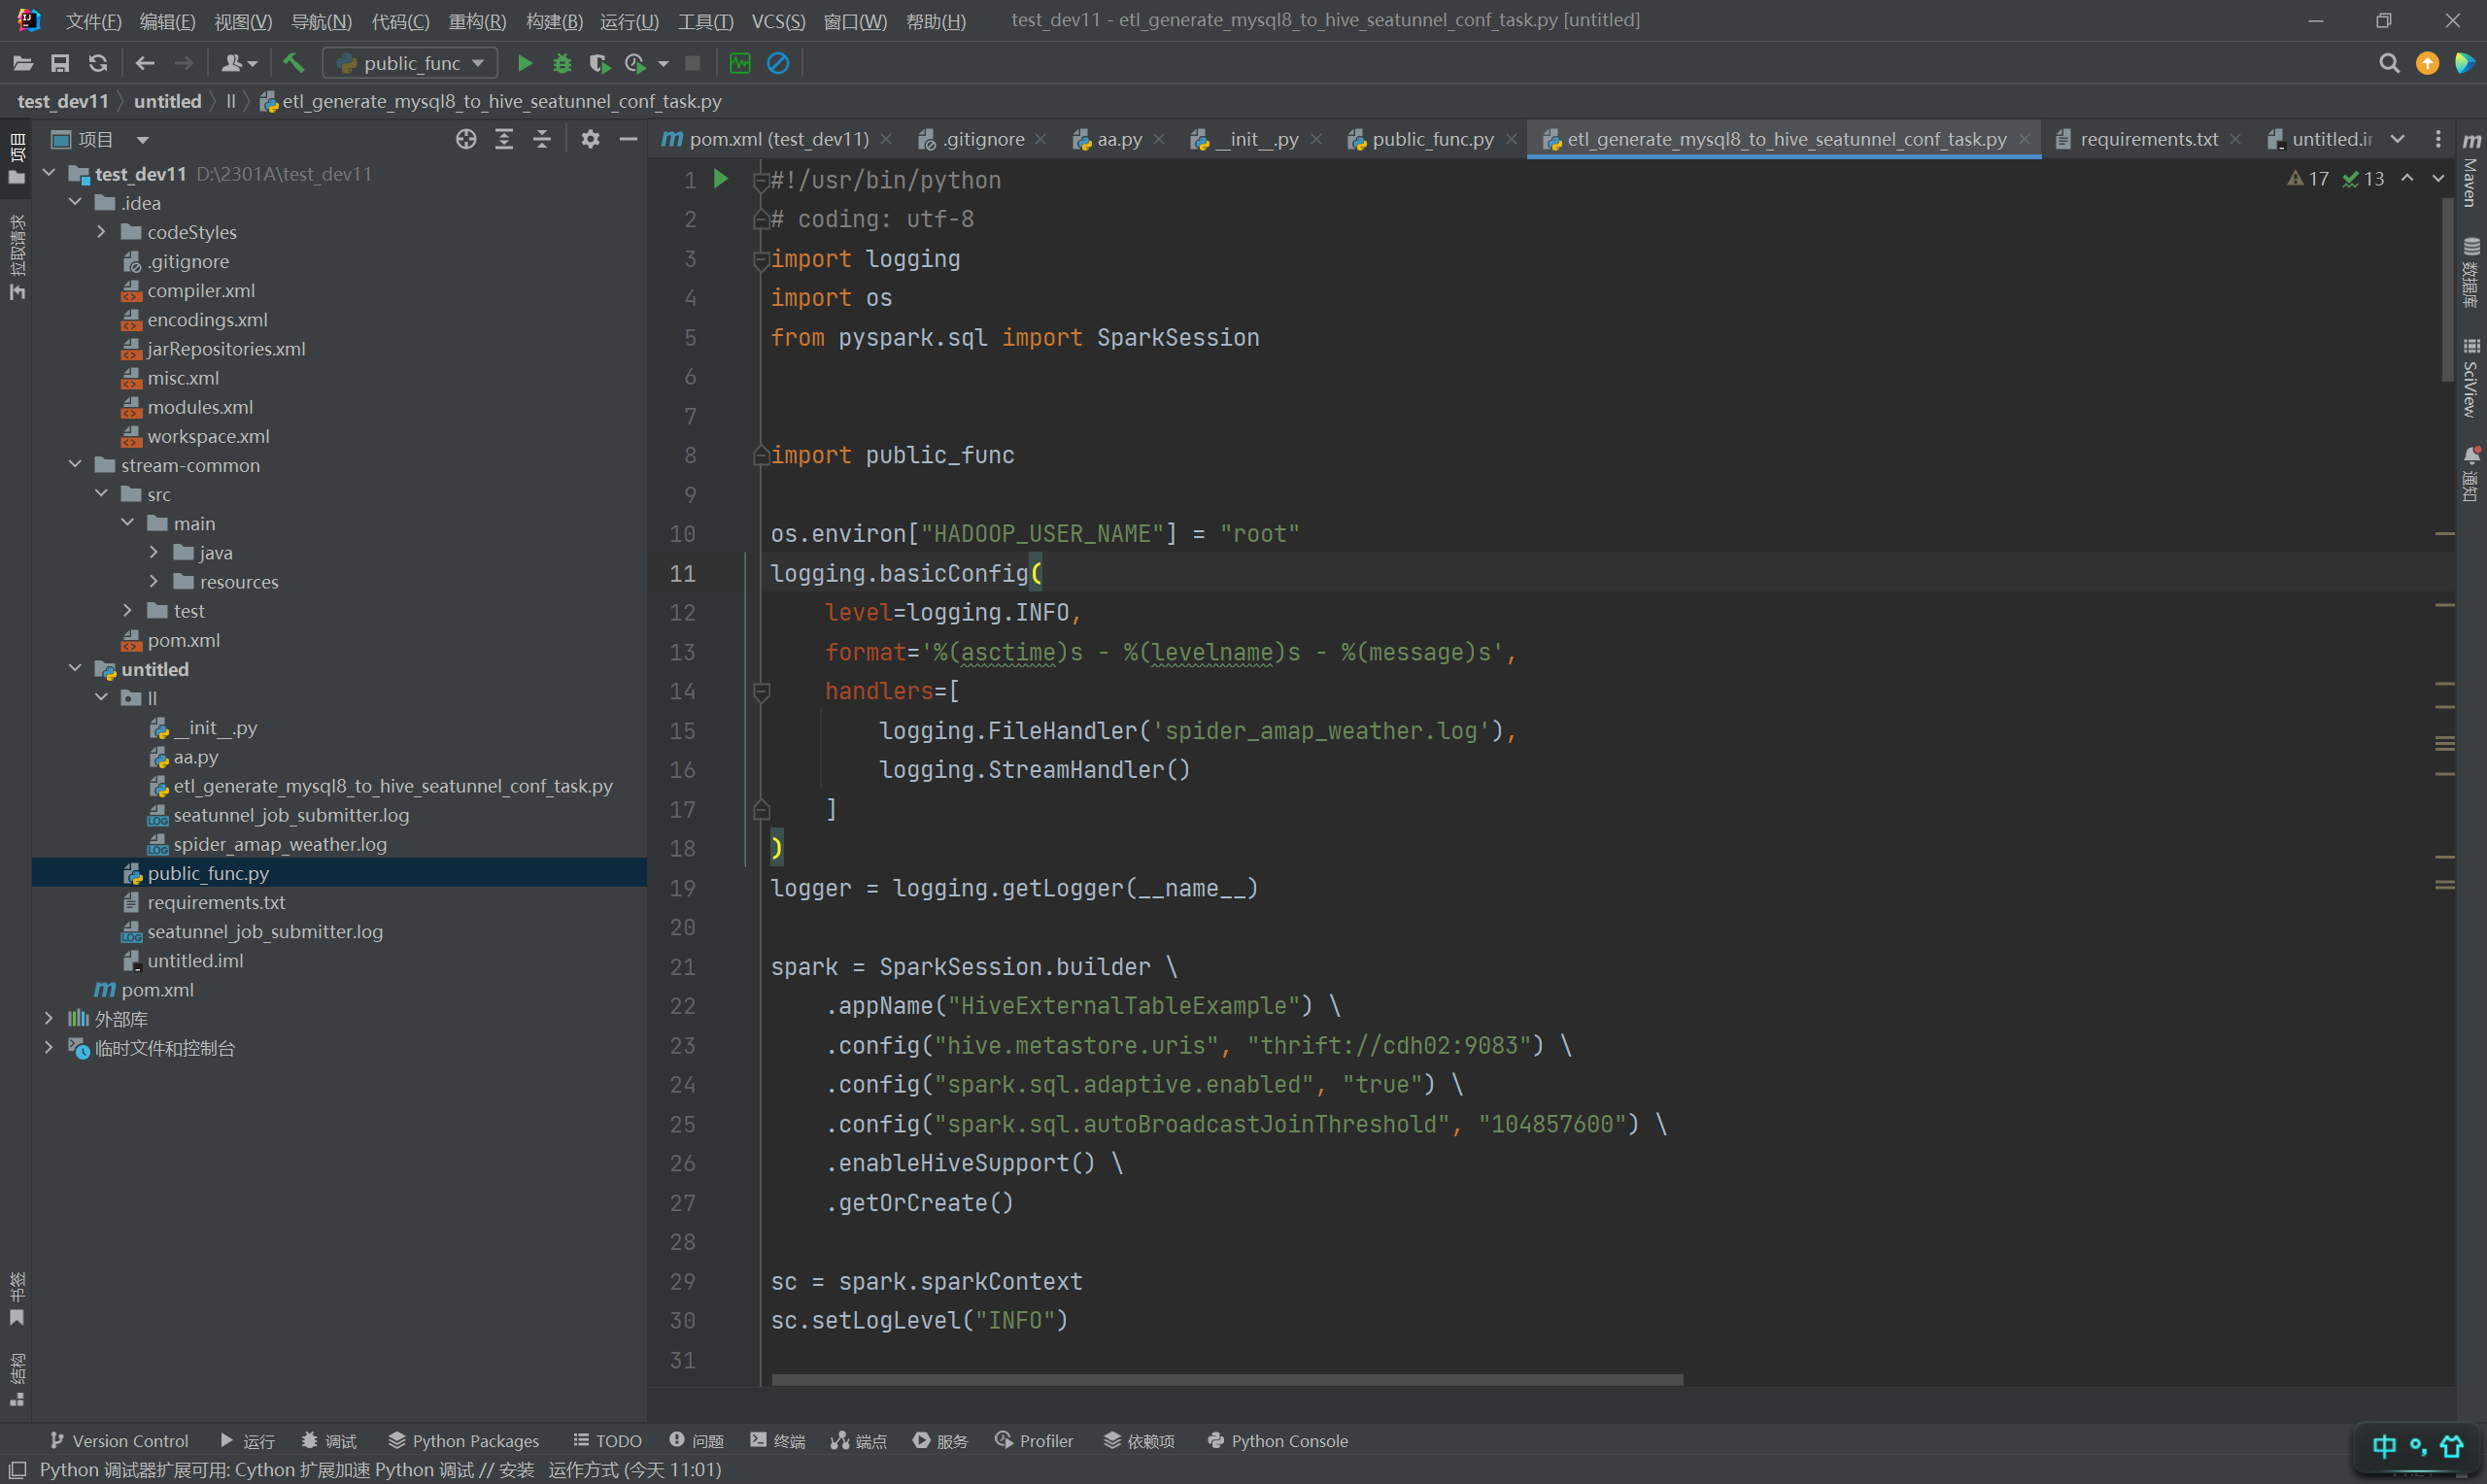 文件(F) 编辑(E) 视图(V) 导航(N) 代码(C) 重构(R) 构建(B) 运行(U) 工具(T) VCS(S) 窗口(W) 帮助(H) test_dev11 - etl_generate_mysql8_to_hive_seatunnel_conf_task.py [untitled]
public_func
test_dev11 untitled ll etl_generate_mysql8_to_hive_seatunnel_conf_task.py
项目
pom.xml (test_dev11) .gitignore aa.py __init__.py public_func.py etl_generate_mysql8_to_hive_seatunnel_conf_task.py requirements.txt untitled.ir
项目
拉取请求
书签
结构
test_dev11 D:\2301A\test_dev11
.idea
codeStyles
.gitignore
compiler.xml
encodings.xml
jarRepositories.xml
misc.xml
modules.xml
workspace.xml
stream-common
src
main
java
resources
test
pom.xml
untitled
ll
__init__.py
aa.py
etl_generate_mysql8_to_hive_seatunnel_conf_task.py
seatunnel_job_submitter.log
spider_amap_weather.log
public_func.py
requirements.txt
seatunnel_job_submitter.log
untitled.iml
pom.xml
外部库
临时文件和控制台
17 13
1 #!/usr/bin/python
2 # coding: utf-8
3 import logging
4 import os
5 from pyspark.sql import SparkSession
6
7
8 import public_func
9
10 os.environ["HADOOP_USER_NAME"] = "root"
11 logging.basicConfig(
12 level=logging.INFO,
13 format='%(asctime)s - %(levelname)s - %(message)s',
14 handlers=[
15 logging.FileHandler('spider_amap_weather.log'),
16 logging.StreamHandler()
17 ]
18 )
19 logger = logging.getLogger(__name__)
20
21 spark = SparkSession.builder \
22 .appName("HiveExternalTableExample") \
23 .config("hive.metastore.uris", "thrift://cdh02:9083") \
24 .config("spark.sql.adaptive.enabled", "true") \
25 .config("spark.sql.autoBroadcastJoinThreshold", "104857600") \
26 .enableHiveSupport() \
27 .getOrCreate()
28
29 sc = spark.sparkContext
30 sc.setLogLevel("INFO")
31
Maven
数据库
SciView
通知
Version Control 运行 调试 Python Packages TODO 问题 终端 端点 服务 Profiler 依赖项 Python Console
Python 调试器扩展可用: Cython 扩展加速 Python 调试 // 安装 运作方式 (今天 11:01)
中